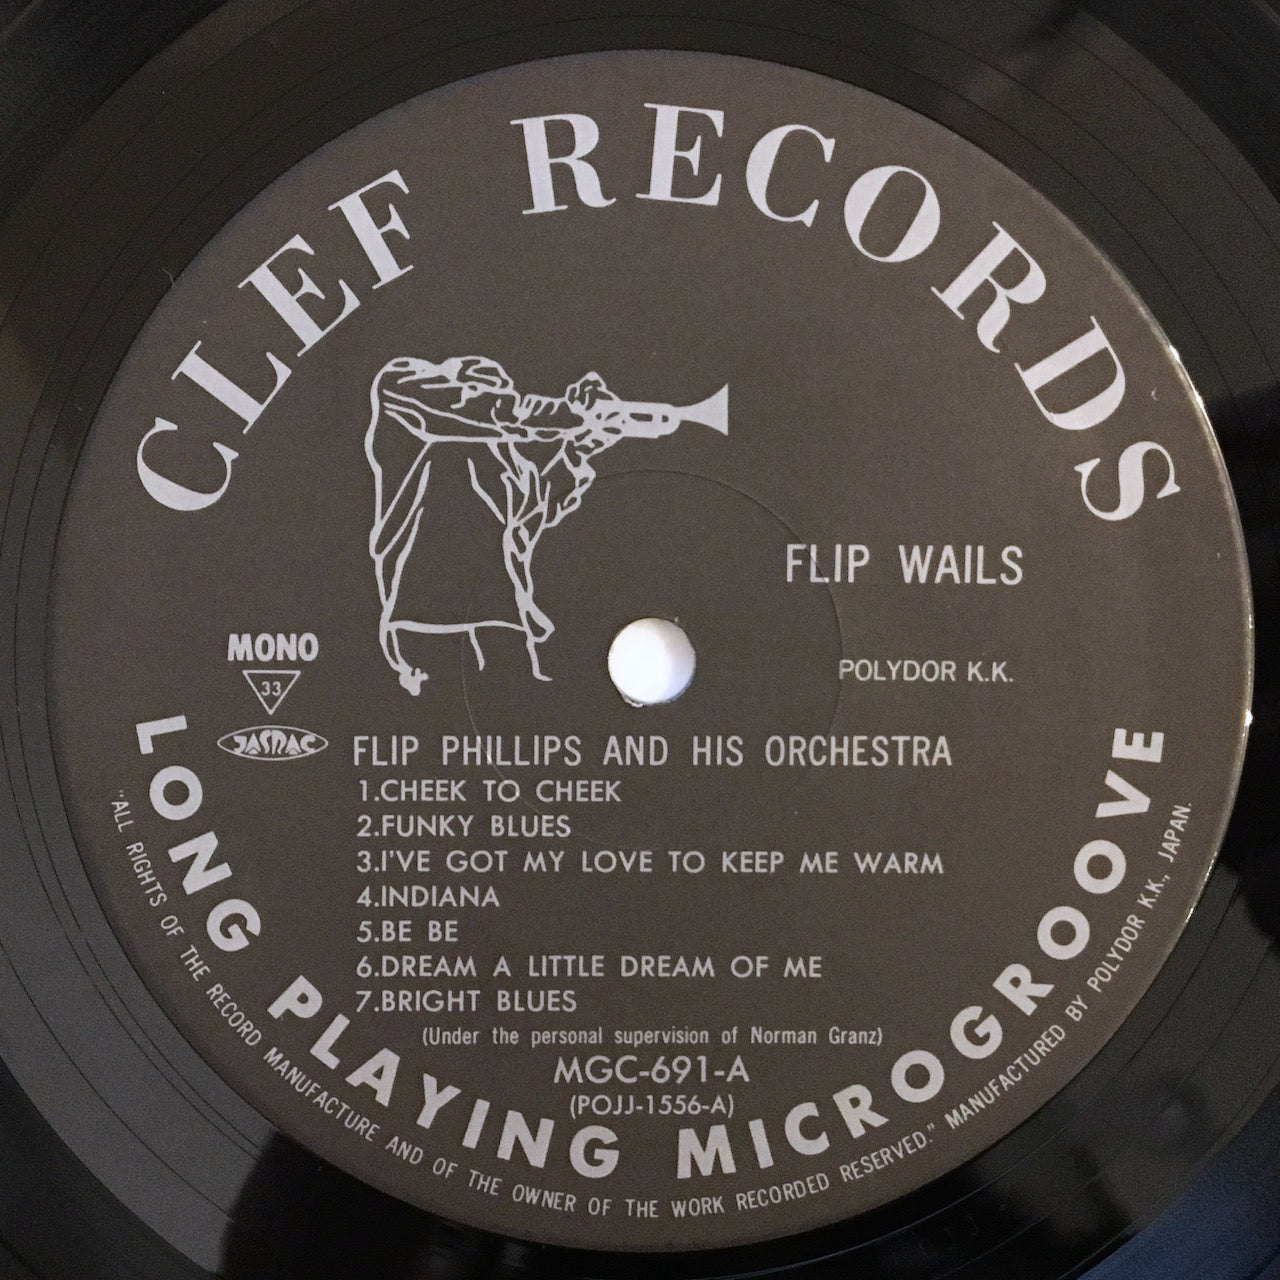 CLEF RECORDS
FLIP WAILS
MONO
33
POLYDOR K.K.
JASRAC
FLIP PHILLIPS AND HIS ORCHESTRA
1.CHEEK TO CHEEK
2.FUNKY BLUES
3.I'VE GOT MY LOVE TO KEEP ME WARM
4.INDIANA
5.BE BE
6.DREAM A LITTLE DREAM OF ME
7.BRIGHT BLUES
(Under the personal supervision of Norman Granz)
MGC-691-A
(POJJ-1556-A)
LONG PLAYING MICROGROOVE
"ALL RIGHTS OF THE RECORD MANUFACTURE AND OF THE OWNER OF THE WORK RECORDED RESERVED." MANUFACTURED BY POLYDOR K.K., JAPAN.